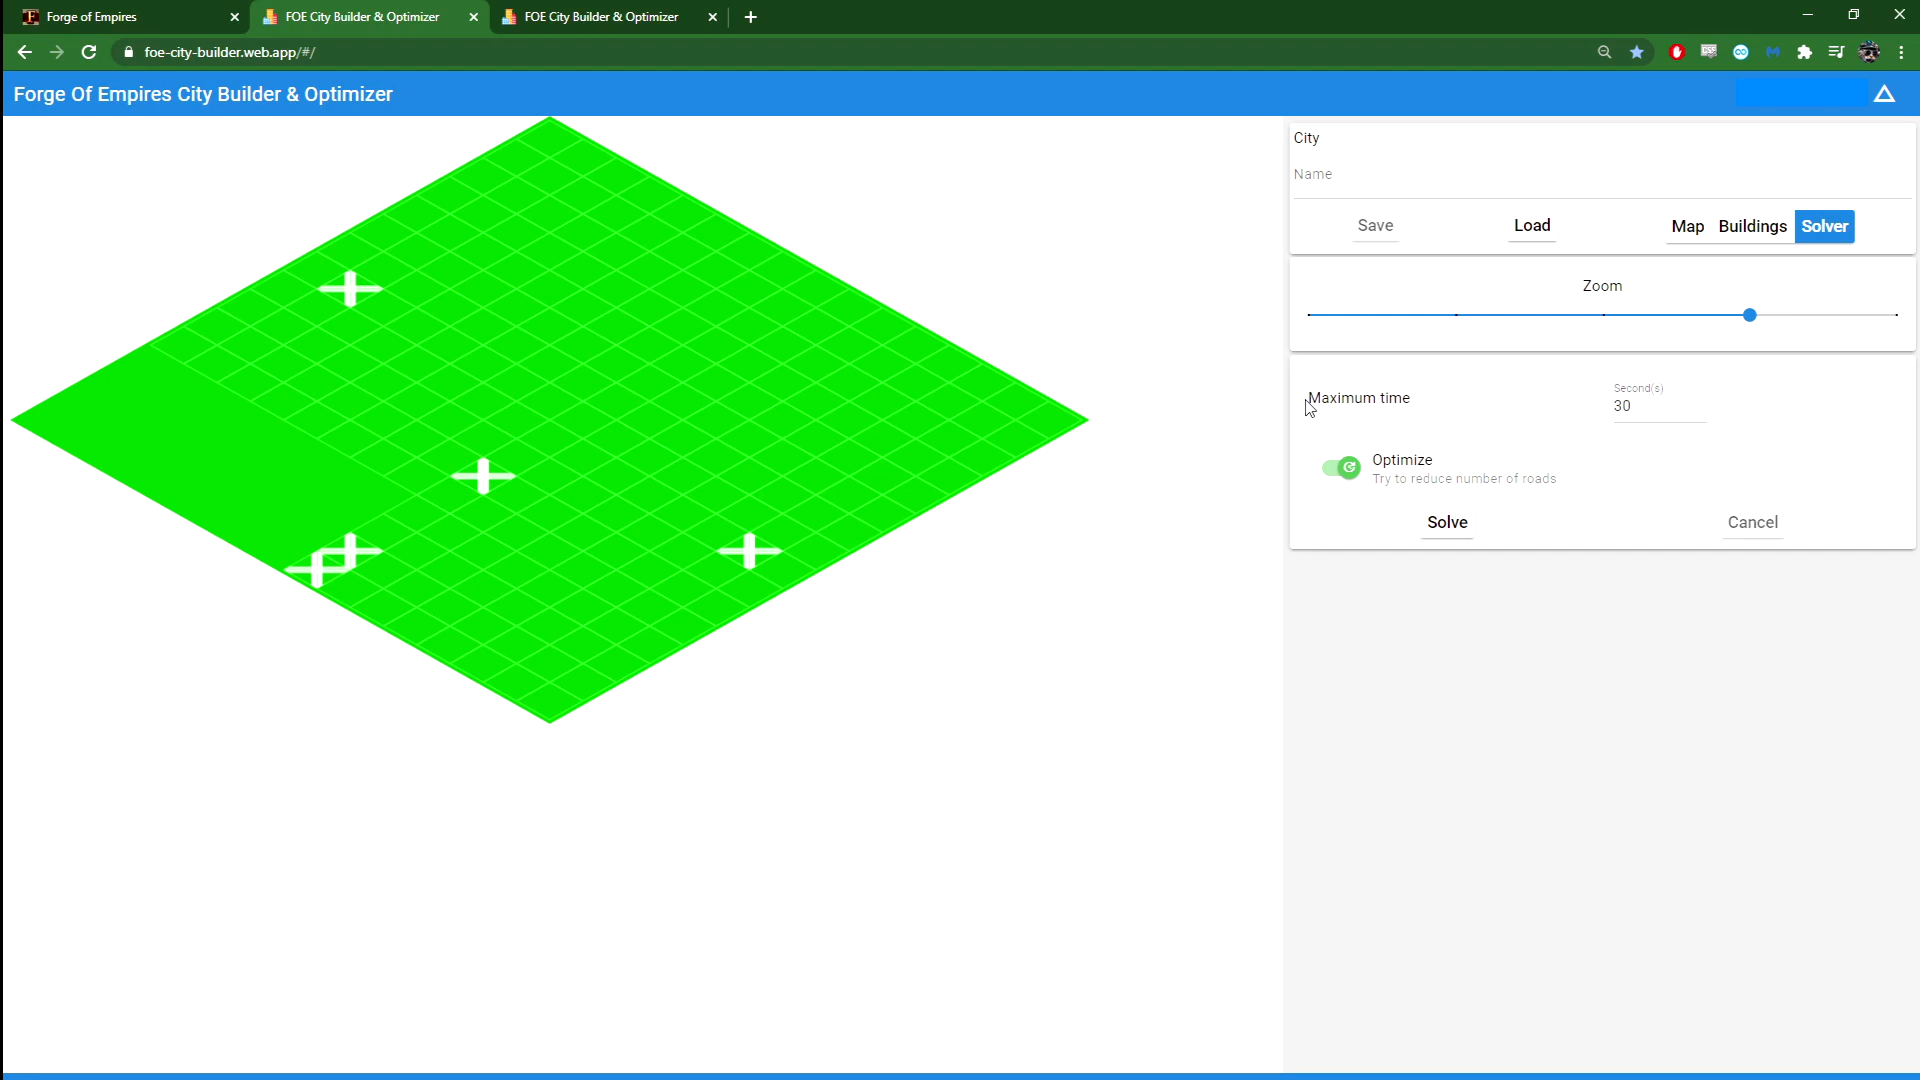 Forge of Empires
FOE City Builder & Optimizer
FOE City Builder & Optimizer
foe-city-builder.web.app/#/
Forge Of Empires City Builder & Optimizer
City
Name
Save
Load
Map
Buildings
Solver
Zoom
Maximum time
Second(s)
30
Optimize
Try to reduce number of roads
Solve
Cancel